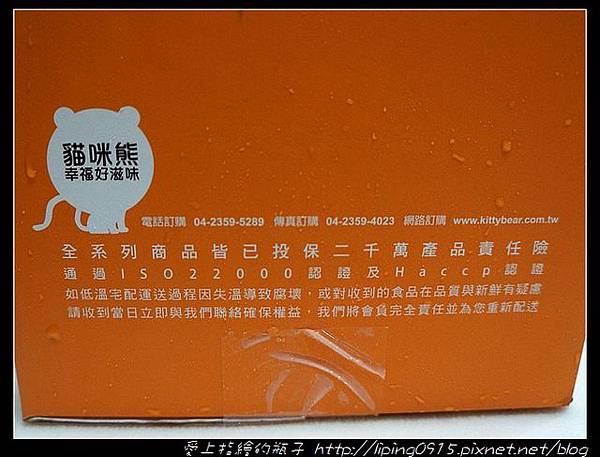 貓咪熊
幸福好滋味
電話訂購 04-2359-5289 傳真訂購 04-2359-4023 網路訂購 www.kittybear.com.tw
全系列商品皆已投保二千萬產品責任險
通過ISO22000認證及Haccp認證
如低溫宅配運送過程因失溫導致腐壞，或對收到的食品在品質與新鮮有疑慮
請收到當日立即與我們聯絡確保權益，我們將會負完全責任並為您重新配送
愛上指繪的瓶子 http://liping0915.pixnet.net/blog